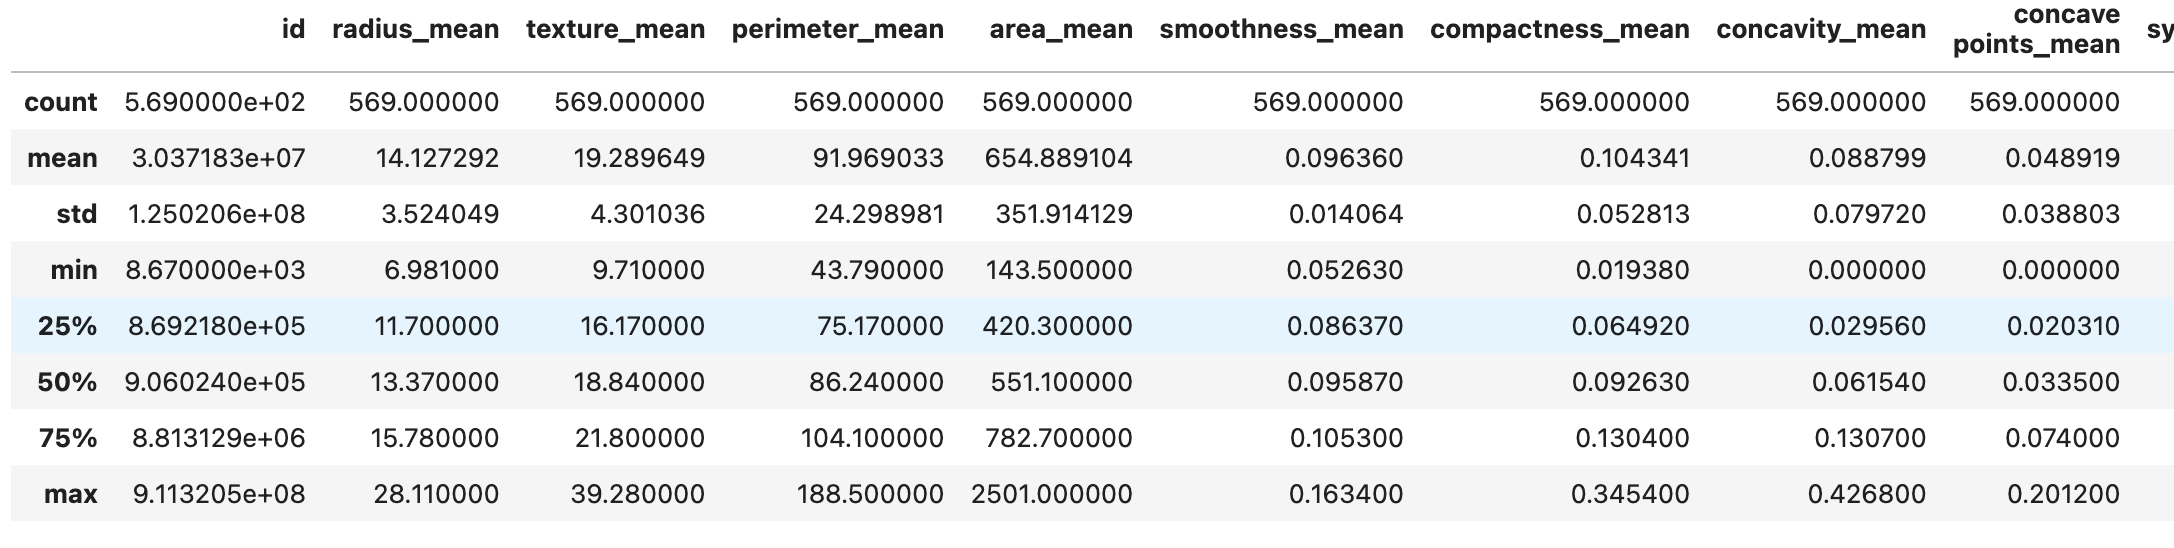 id radius_mean texture_mean perimeter_mean area_mean smoothness_mean compactness_mean concavity_mean concave points_mean sy
count 5.690000e+02 569.000000 569.000000 569.000000 569.000000 569.000000 569.000000 569.000000 569.000000
mean 3.037183e+07 14.127292 19.289649 91.969033 654.889104 0.096360 0.104341 0.088799 0.048919
std 1.250206e+08 3.524049 4.301036 24.298981 351.914129 0.014064 0.052813 0.079720 0.038803
min 8.670000e+03 6.981000 9.710000 43.790000 143.500000 0.052630 0.019380 0.000000 0.000000
25% 8.692180e+05 11.700000 16.170000 75.170000 420.300000 0.086370 0.064920 0.029560 0.020310
50% 9.060240e+05 13.370000 18.840000 86.240000 551.100000 0.095870 0.092630 0.061540 0.033500
75% 8.813129e+06 15.780000 21.800000 104.100000 782.700000 0.105300 0.130400 0.130700 0.074000
max 9.113205e+08 28.110000 39.280000 188.500000 2501.000000 0.163400 0.345400 0.426800 0.201200